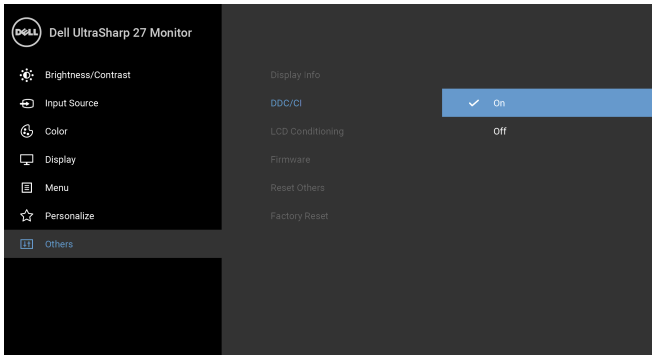 DELL
Dell UltraSharp 27 Monitor
Brightness/Contrast
Input Source
Color
Display
Menu
Personalize
Others
Display Info
DDC/CI
LCD Conditioning
Firmware
Reset Others
Factory Reset
On
Off